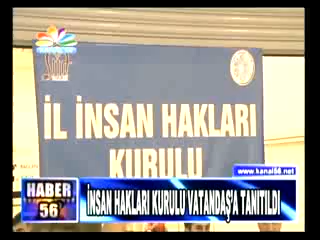 İL İNSAN HAKLARI
KURULU
www.kanal56.net
HABER
56
İNSAN HAKLARI KURULU VATANDAŞ'A TANITILDI